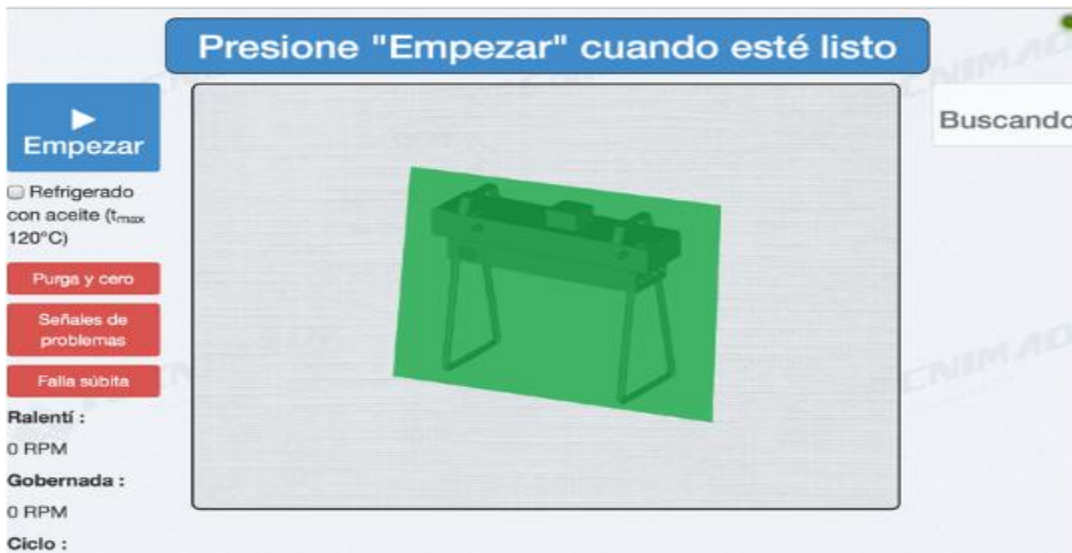 Presione "Empezar" cuando esté listo
Empezar
Buscando
Refrigerado
con aceite (tmax
120°C)
Purga y cero
Señales de
problemas
Falla súbita
Ralentí :
0 RPM
Gobernada :
0 RPM
Ciclo :